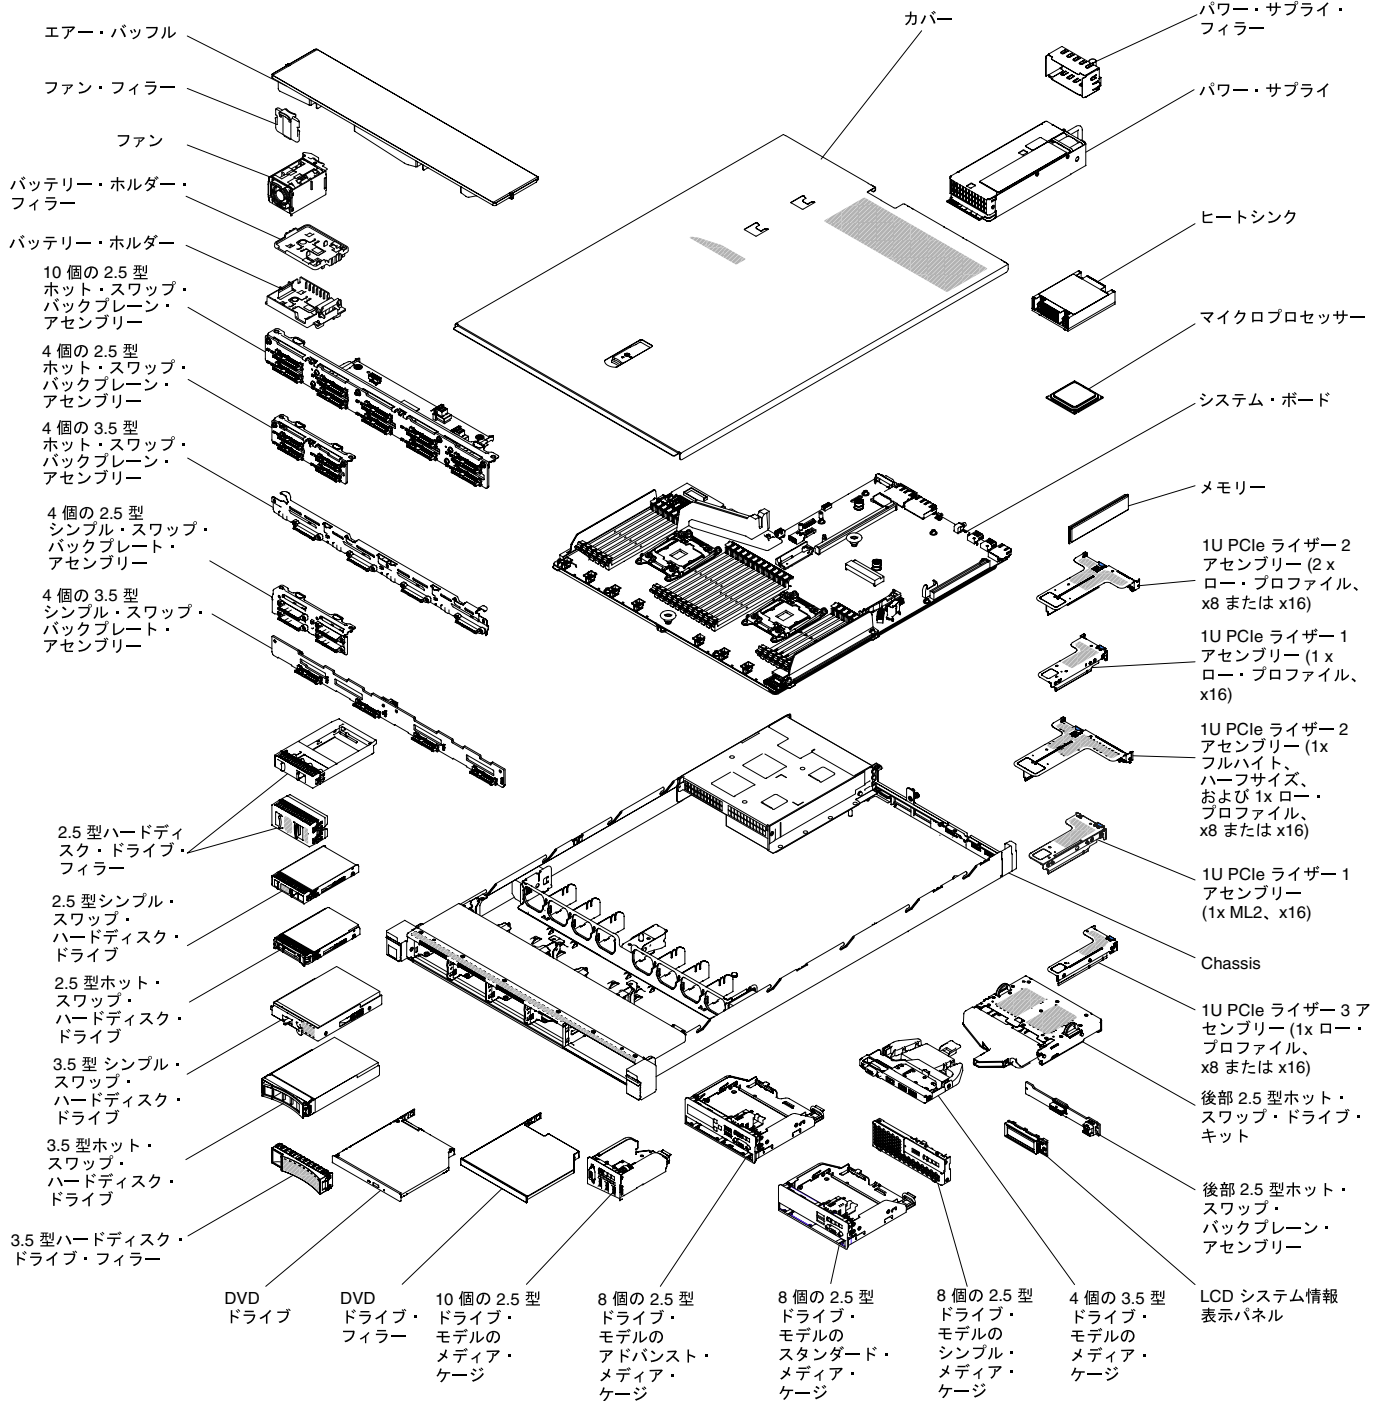 エアー・バッフル
ファン・フィラー
ファン
バッテリー・ホルダー・
フィラー
バッテリー・ホルダー
10 個の 2.5 型
ホット・スワップ・
バックプレーン・
アセンブリー
4 個の 2.5 型
ホット・スワップ・
バックプレーン・
アセンブリー
4 個の 3.5 型
ホット・スワップ・
バックプレーン・
アセンブリー
4 個の 2.5 型
シンプル・スワップ・
バックプレート・
アセンブリー
4 個の 3.5 型
シンプル・スワップ・
バックプレート・
アセンブリー
2.5 型ハードディ
スク・ドライブ・
フィラー
2.5 型シンプル・
スワップ・
ハードディスク・
ドライブ
2.5 型ホット・
スワップ・
ハードディスク・
ドライブ
3.5 型 シンプル・
スワップ・
ハードディスク・
ドライブ
3.5 型ホット・
スワップ・
ハードディスク・
ドライブ
3.5 型ハードディスク・
ドライブ・フィラー
DVD
ドライブ
DVD
ドライブ・
フィラー
10 個の 2.5 型
ドライブ・
モデルの
メディア・
ケージ
8 個の 2.5 型
ドライブ・
モデルの
アドバンスト・
メディア・
ケージ
8 個の 2.5 型
ドライブ・
モデルの
スタンダード・
メディア・
ケージ
8 個の 2.5 型
ドライブ・
モデルの
シンプル・
メディア・
ケージ
4 個の 3.5 型
ドライブ・
モデルの
メディア・
ケージ
カバー
パワー・サプライ・
フィラー
パワー・サプライ
ヒートシンク
マイクロプロセッサー
システム・ボード
メモリー
1U PCIe ライザー 2
アセンブリー (2 x
ロー・プロファイル、
x8 または x16)
1U PCIe ライザー 1
アセンブリー (1 x
ロー・プロファイル、
x16)
1U PCIe ライザー 2
アセンブリー (1x
フルハイト、
ハーフサイズ、
および 1x ロー・
プロファイル、
x8 または x16)
1U PCIe ライザー 1
アセンブリー
(1x ML2、x16)
Chassis
1U PCIe ライザー 3 ア
センブリー (1x ロー・
プロファイル、
x8 または x16)
後部 2.5 型ホット・
スワップ・ドライブ・
キット
後部 2.5 型ホット・
スワップ・
バックプレーン・
アセンブリー
LCD システム情報
表示パネル